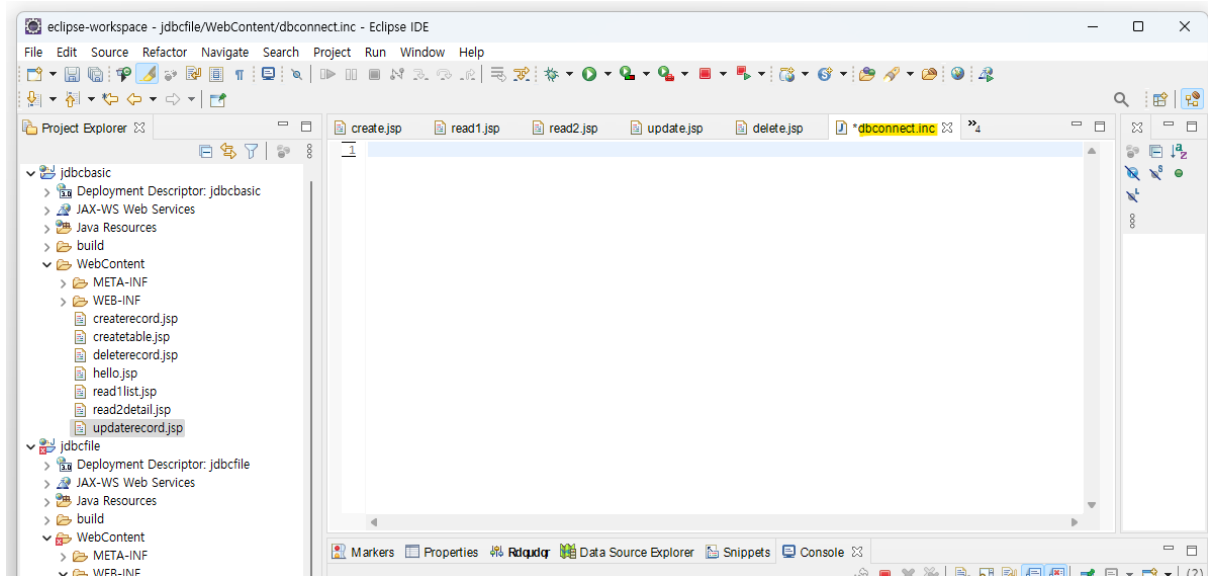 eclipse-workspace - jdbcfile/WebContent/dbconnect.inc - Eclipse IDE
File Edit Source Refactor Navigate Search Project Run Window Help
Project Explorer
create.jsp read1.jsp read2.jsp update.jsp delete.jsp *dbconnect.inc »4
1
jdbcbasic
Deployment Descriptor: jdbcbasic
JAX-WS Web Services
Java Resources
build
WebContent
META-INF
WEB-INF
createrecord.jsp
createtable.jsp
deleterecord.jsp
hello.jsp
read1list.jsp
read2detail.jsp
updaterecord.jsp
jdbcfile
Deployment Descriptor: jdbcfile
JAX-WS Web Services
Java Resources
build
WebContent
META-INF
WEB-INF
Markers Properties Data Source Explorer Snippets Console